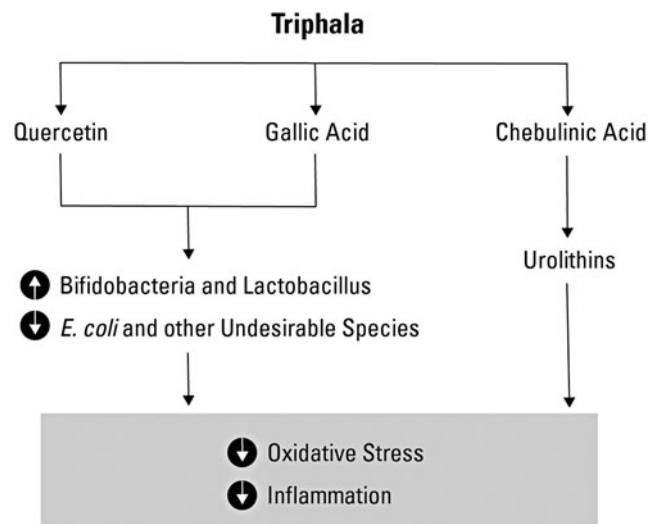 Triphala
Quercetin
Gallic Acid
Chebulinic Acid
Urolithins
Bifidobacteria and Lactobacillus
E. coli and other Undesirable Species
Oxidative Stress
Inflammation